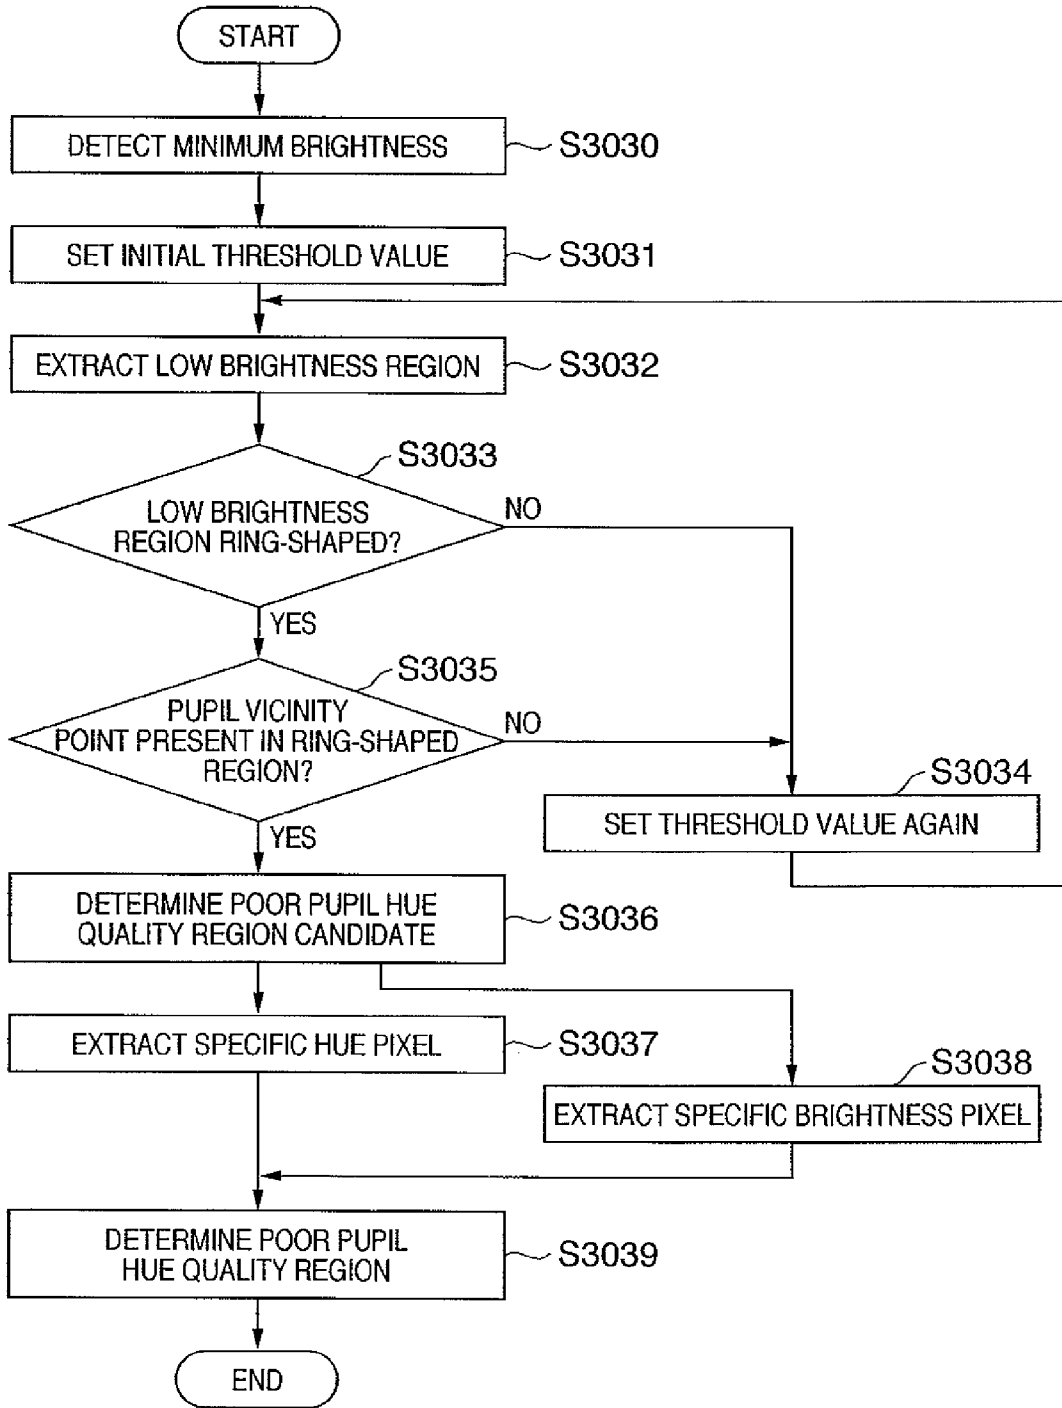 START
DETECT MINIMUM BRIGHTNESS
S3030
SET INITIAL THRESHOLD VALUE
S3031
EXTRACT LOW BRIGHTNESS REGION
S3032
S3033
LOW BRIGHTNESS
REGION RING-SHAPED?
NO
YES
S3035
PUPIL VICINITY
POINT PRESENT IN RING-SHAPED
REGION?
NO
YES
S3034
SET THRESHOLD VALUE AGAIN
DETERMINE POOR PUPIL HUE
QUALITY REGION CANDIDATE
S3036
EXTRACT SPECIFIC HUE PIXEL
S3037
S3038
EXTRACT SPECIFIC BRIGHTNESS PIXEL
DETERMINE POOR PUPIL
HUE QUALITY REGION
S3039
END